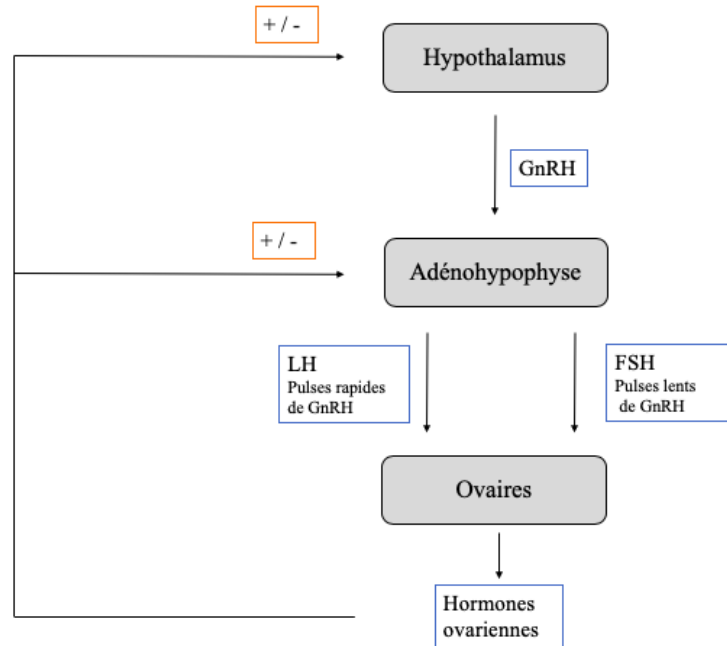 + / -
Hypothalamus
GnRH
+ / -
Adénohypophyse
LH
Pulses rapides
de GnRH
FSH
Pulses lents
de GnRH
Ovaires
Hormones
ovariennes